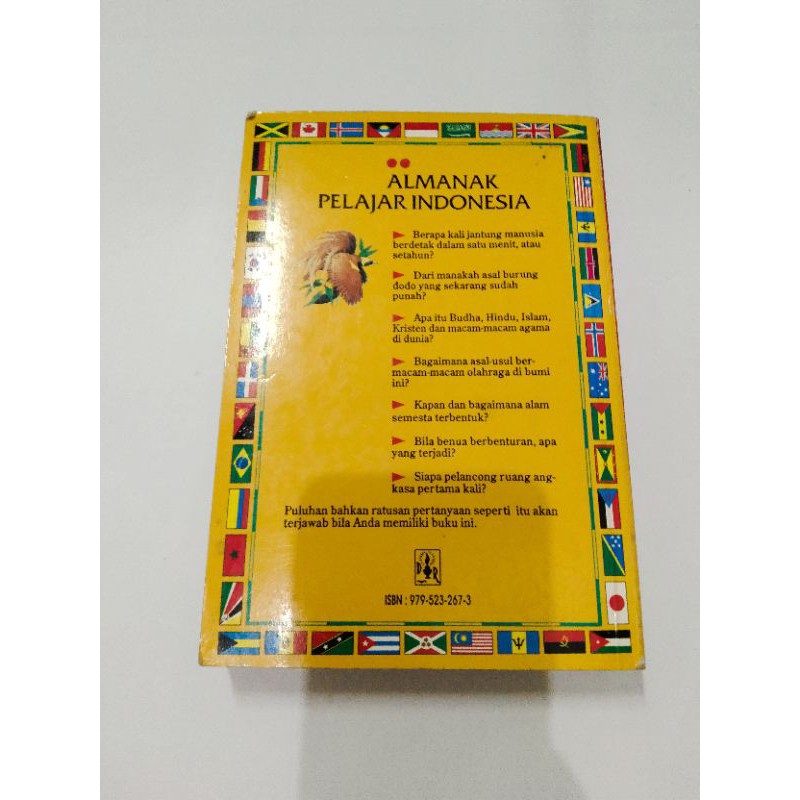 ALMANAK
PELAJAR INDONESIA
Berapa kali jantung manusia
berdetak dalam satu menit, atau
setahun?
Dari manakah asal burung
dodo yang sekarang sudah
punah?
Apa itu Budha, Hindu, Islam,
Kristen dan macam-macam agama
di dunia?
Bagaimana asal-usul ber-
macam-macam olahraga di bumi
ini?
Kapan dan bagaimana alam
semesta terbentuk?
Bila benua berbenturan, apa
yang terjadi?
Siapa pelancong ruang ang-
kasa pertama kali?
Puluhan bahkan ratusan pertanyaan seperti itu akan
terjawab bila Anda memiliki buku ini.
D R
ISBN : 979-523-267-3